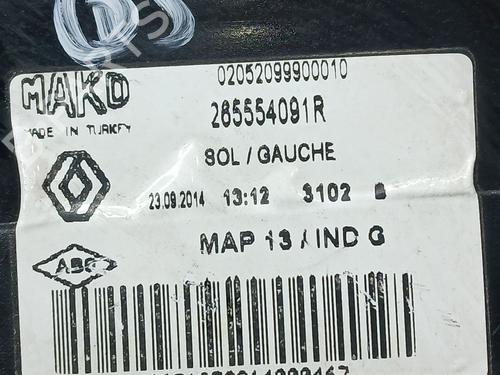 02052099900010
MAKO
MADE IN TURKEY
265554091R
SOL / GAUCHE
23.09.2014 13:12 3102
MAP 13 / IND G